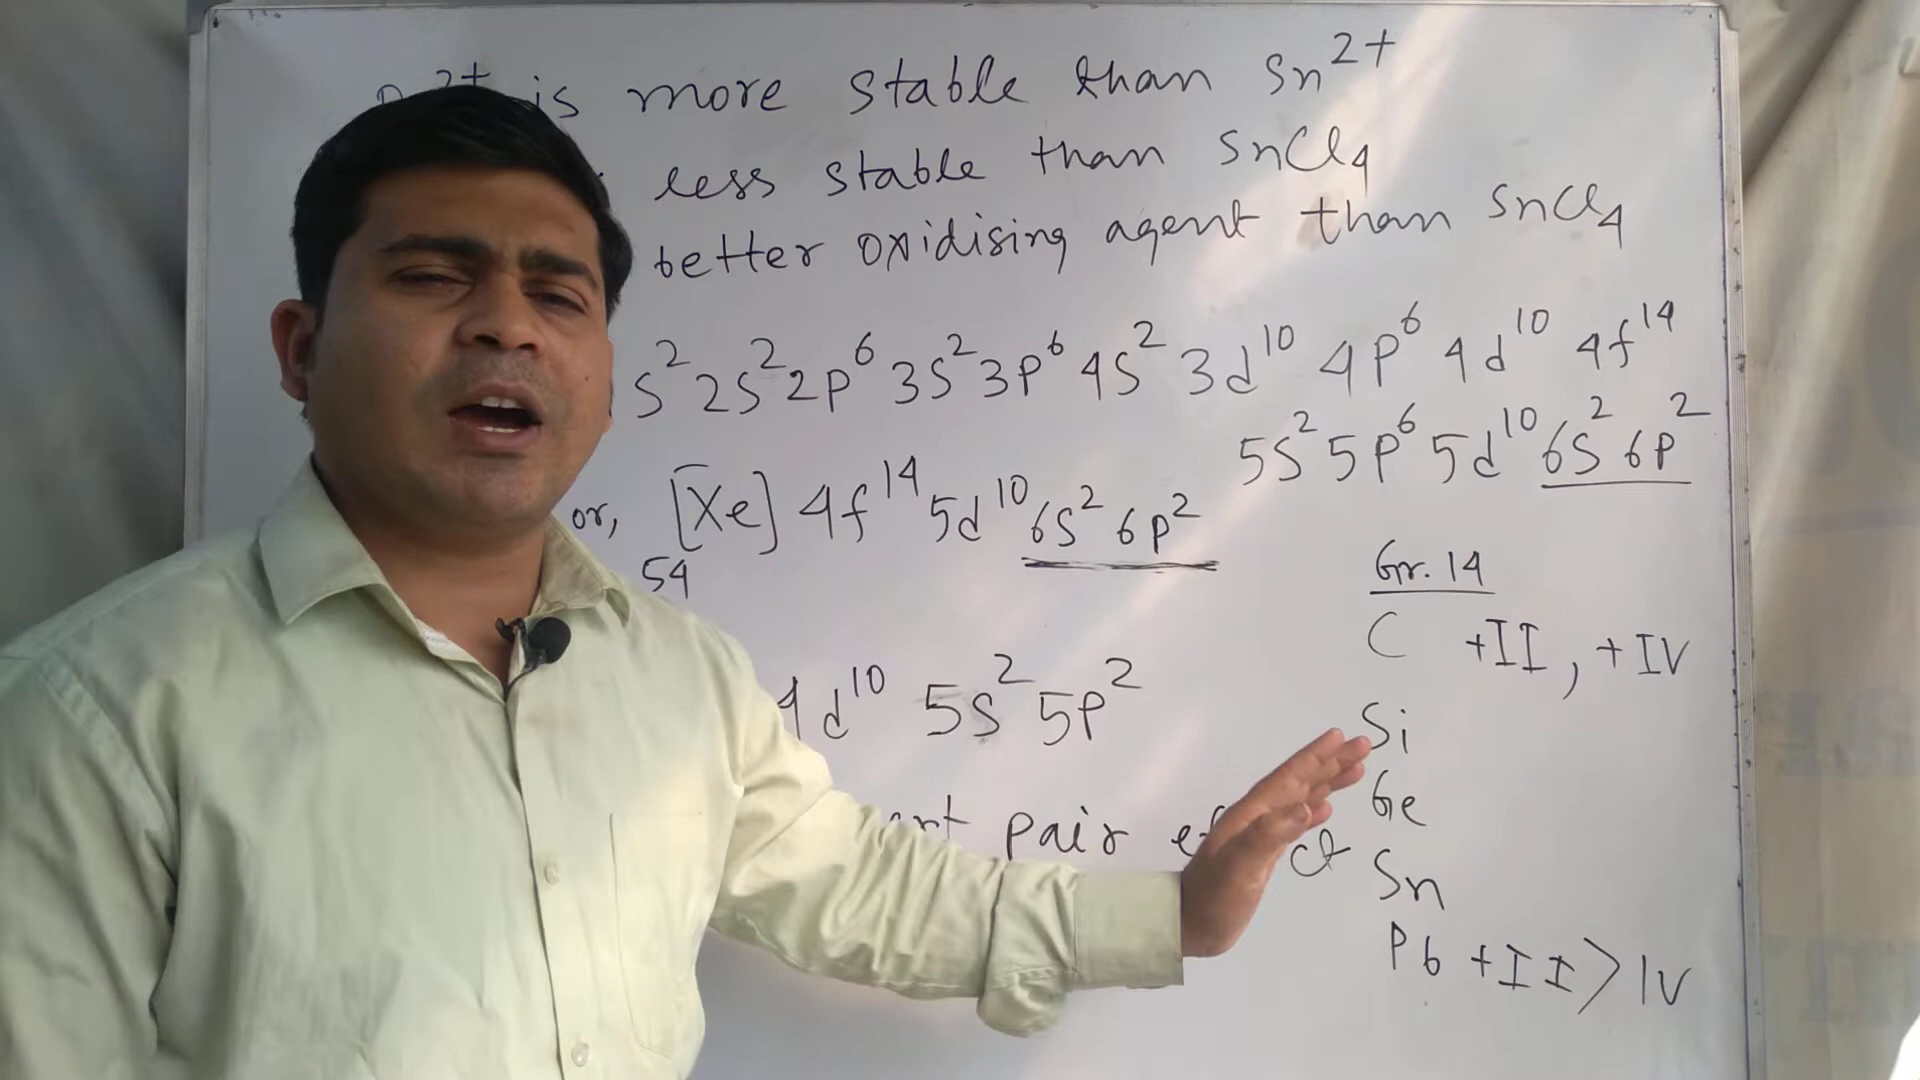 is more stable than Sn²⁺
less stable than SnCl₄
better oxidising agent than SnCl₄
S² 2S² 2P⁶ 3S² 3P⁶ 4S² 3d¹⁰ 4P⁶ 4d¹⁰ 4f¹⁴
5S² 5P⁶ 5d¹⁰ 6S² 6P²
or, [Xe] 4f¹⁴ 5d¹⁰ 6S² 6P²
54
4d¹⁰ 5S² 5P²
pair
Gr. 14
C +II, +IV
Si
Ge
Sn
Pb +II > IV